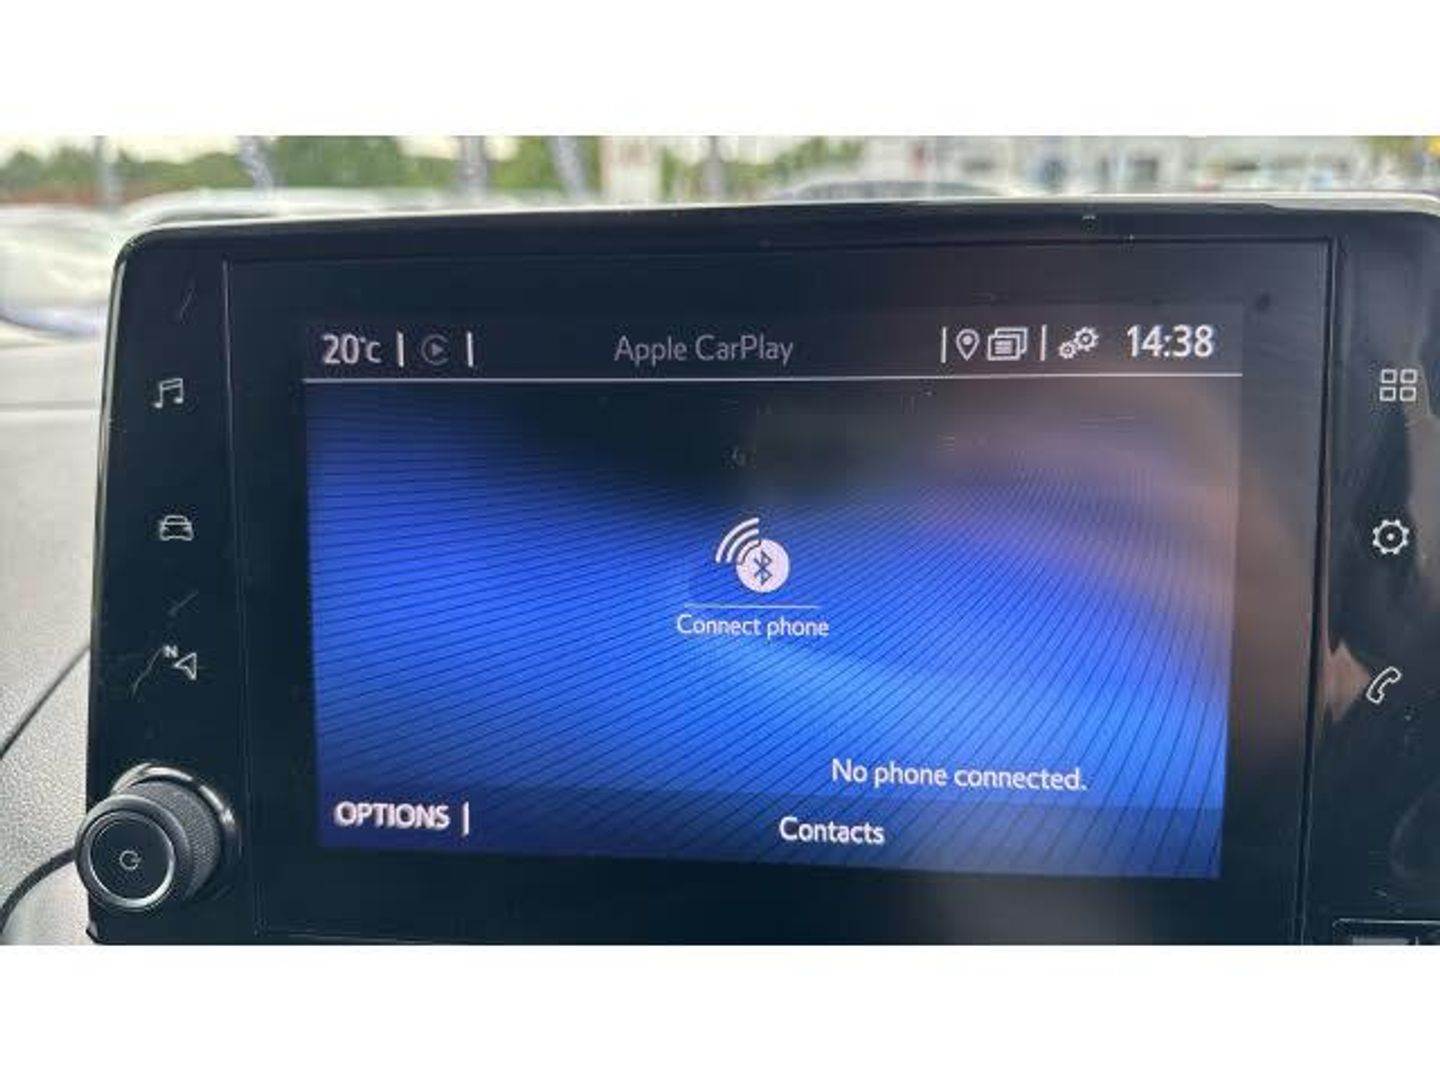 20°C | | Apple CarPlay | | 14:38
N
Connect phone
No phone connected.
OPTIONS |
Contacts